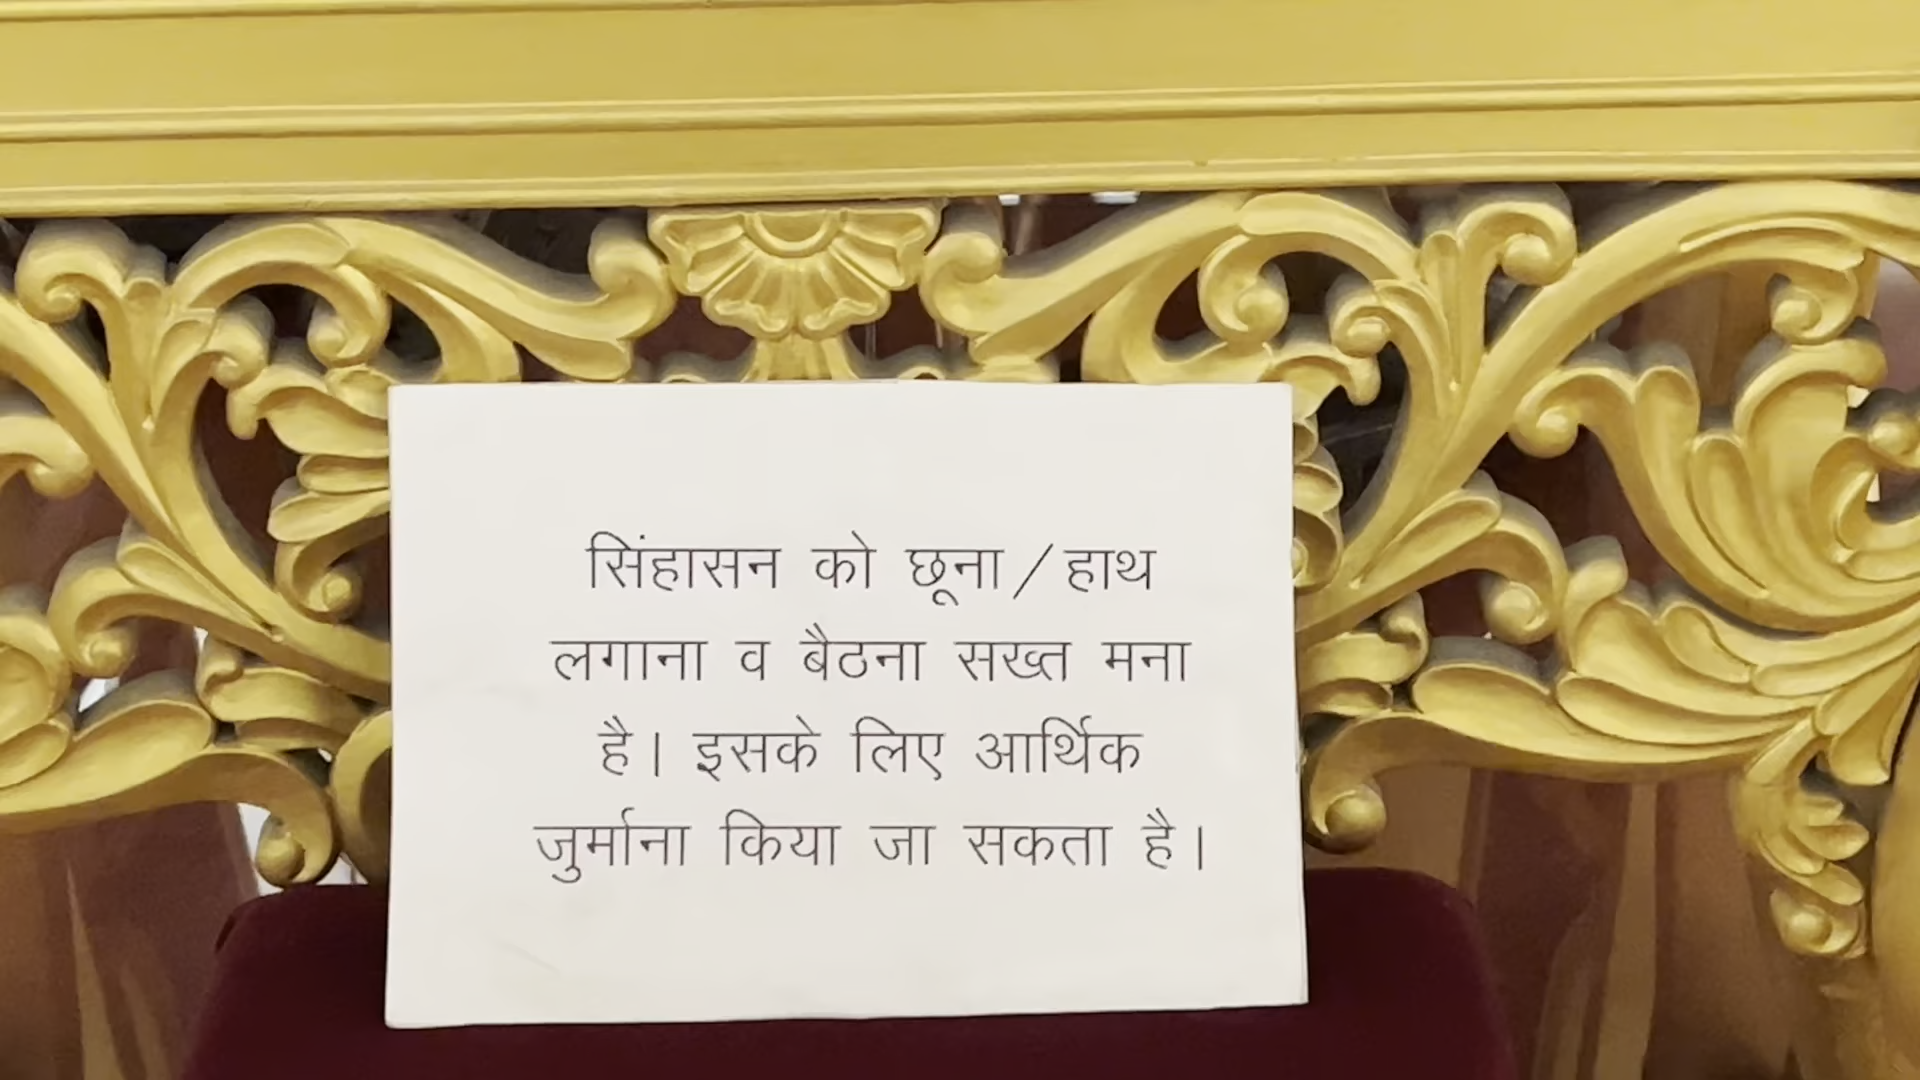 सिंहासन को छूना/हाथ
लगाना व बैठना सख्त मना
है। इसके लिए आर्थिक
जुर्माना किया जा सकता है।